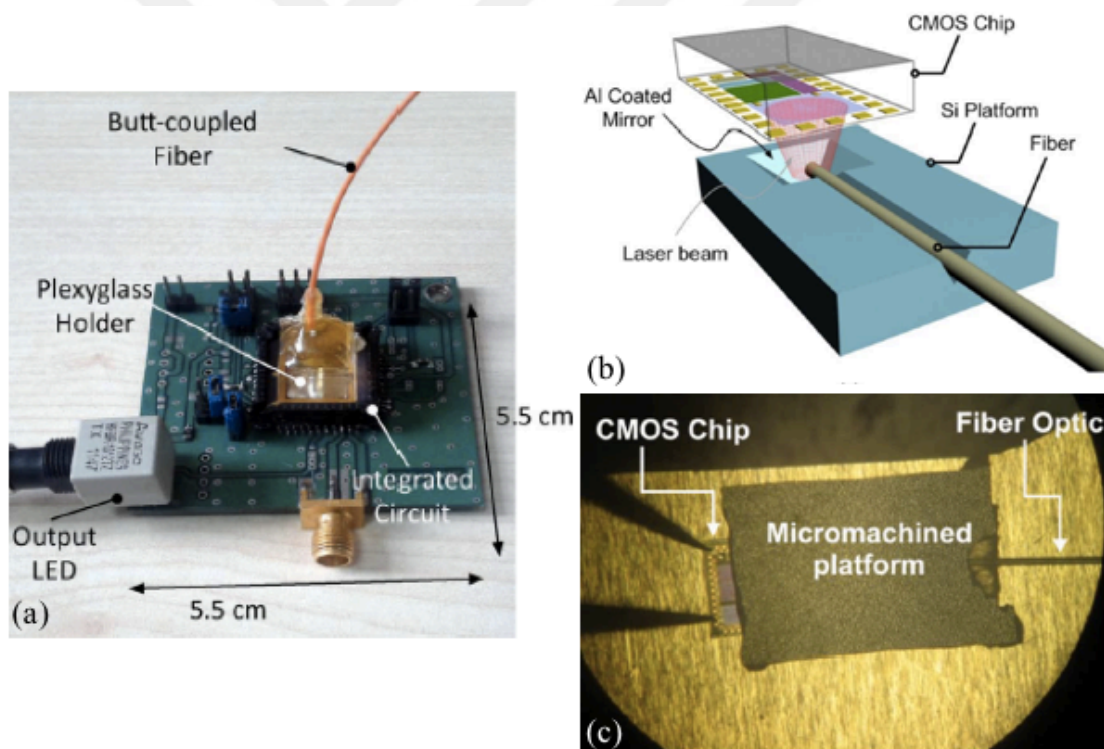 Butt-coupled
Fiber
Plexyglass
Holder
5.5 cm
Integrated
Circuit
Output
LED
5.5 cm
(a)
CMOS Chip
Al Coated
Mirror
Si Platform
Fiber
Laser beam
(b)
CMOS Chip
Fiber Optic
Micromachined
platform
(c)